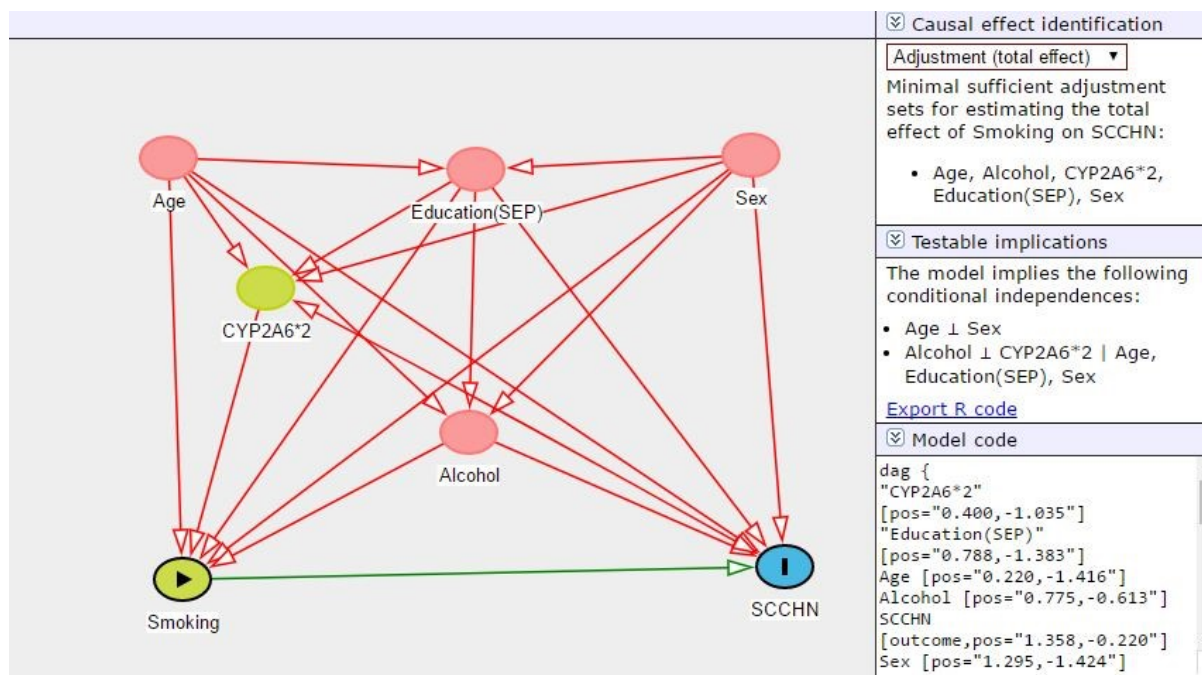 Causal effect identification
Adjustment (total effect)
Minimal sufficient adjustment
sets for estimating the total
effect of Smoking on SCCHN:
• Age, Alcohol, CYP2A6*2,
Education(SEP), Sex
Testable implications
The model implies the following
conditional independences:
• Age ⊥ Sex
• Alcohol ⊥ CYP2A6*2 | Age,
Education(SEP), Sex
Export R code
Model code
dag {
"CYP2A6*2"
[pos="0.400,-1.035"]
"Education(SEP)"
[pos="0.788,-1.383"]
Age [pos="0.220,-1.416"]
Alcohol [pos="0.775,-0.613"]
SCCHN
[outcome,pos="1.358,-0.220"]
Sex [pos="1.295,-1.424"]
Age
Education(SEP)
Sex
CYP2A6*2
Alcohol
Smoking
SCCHN